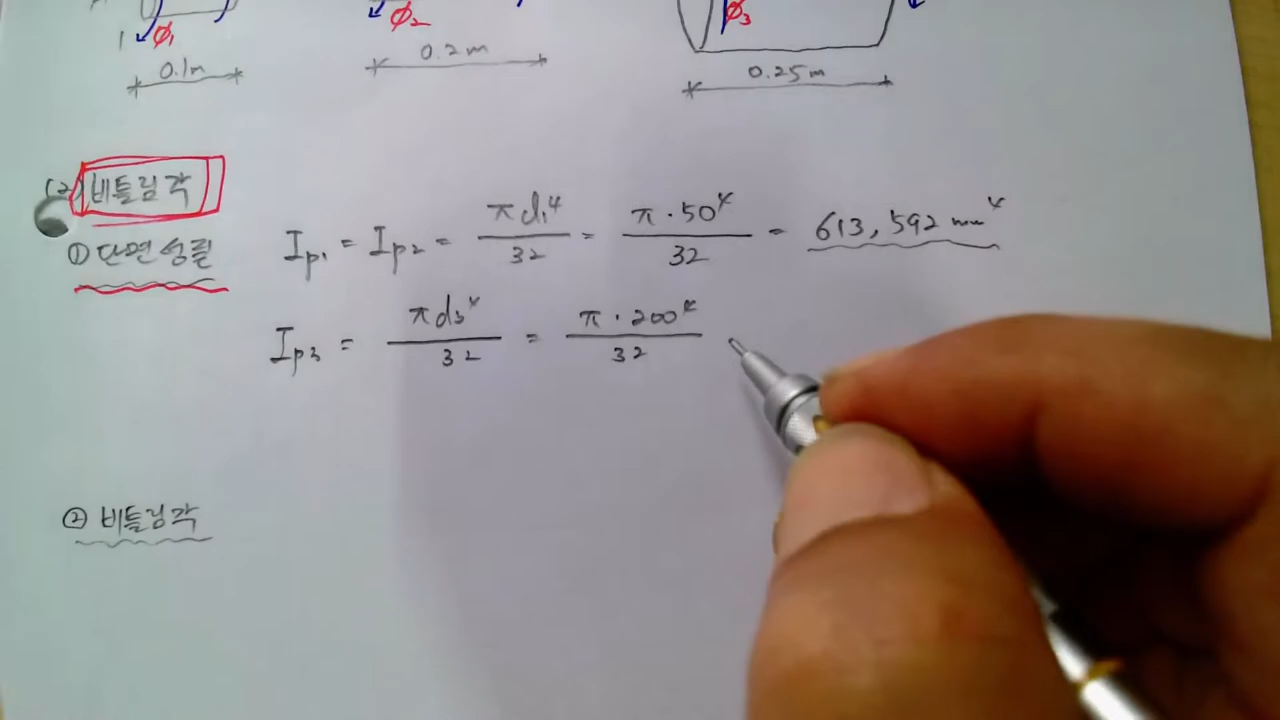 ϕ₁ ϕ₂ ϕ₃
0.1m 0.2m 0.25m
(2) 비틀림각
① 단면성질 Ip₁ = Ip₂ = πd₁⁴/32 = π·50⁴/32 = 613,592 mm⁴
Ip₃ = πd₃⁴/32 = π·200⁴/32
② 비틀림각